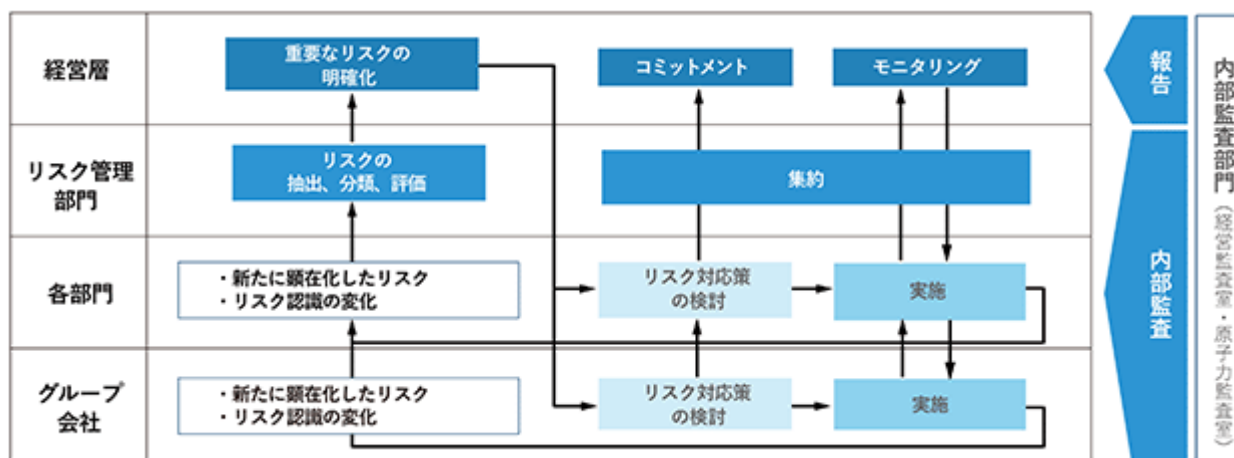 経営層
重要なリスクの
明確化
コミットメント
モニタリング
リスク管理
部門
リスクの
抽出、分類、評価
集約
各部門
・新たに顕在化したリスク
・リスク認識の変化
リスク対応策
の検討
実施
グループ
会社
・新たに顕在化したリスク
・リスク認識の変化
リスク対応策
の検討
実施
報告
内部監査
内部監査部門（経営監査室・原子力監査室）